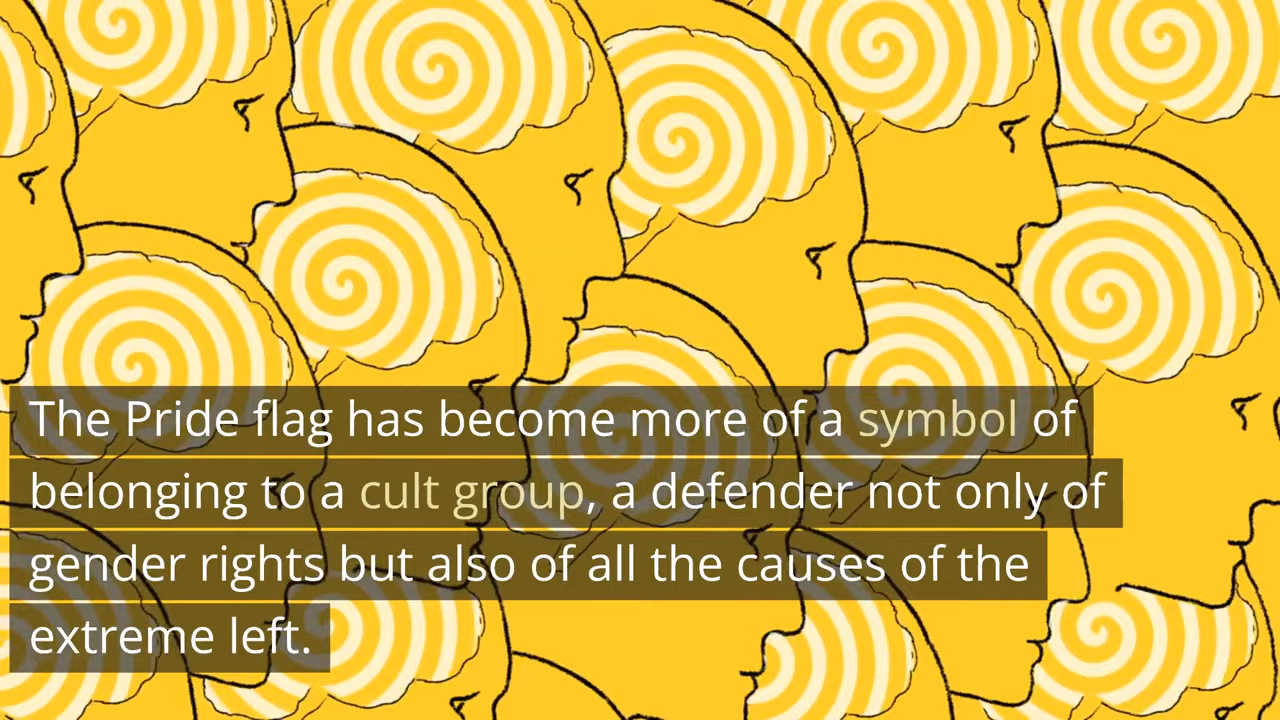 The Pride flag has become more of a symbol of
belonging to a cult group, a defender not only of
gender rights but also of all the causes of the
extreme left.